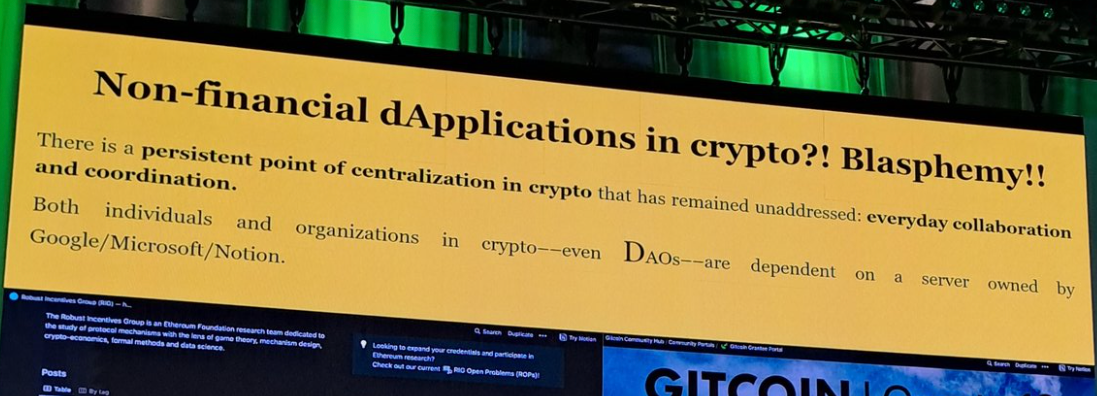 Non-financial dApplications in crypto?! Blasphemy!!
There is a persistent point of centralization in crypto that has remained unaddressed: everyday collaboration
and coordination.
Both individuals and organizations in crypto––even DAOs––are dependent on a server owned by
Google/Microsoft/Notion.
Robust Incentives Group (RIG) — h...
Search Duplicate ••• Try Notion
The Robust Incentives Group is an Ethereum Foundation research team dedicated to
the study of protocol mechanisms with the lens of game theory, mechanism design,
crypto-economics, formal methods and data science.
Looking to expand your credentials and participate in
Ethereum research?
Check out our current RIG Open Problems (ROPs)!
Posts
Table By tag
Gitcoin Community Hub / Community Portals / Gitcoin Grantee Portal
Search Duplicate ••• Try Notion
GITCOIN